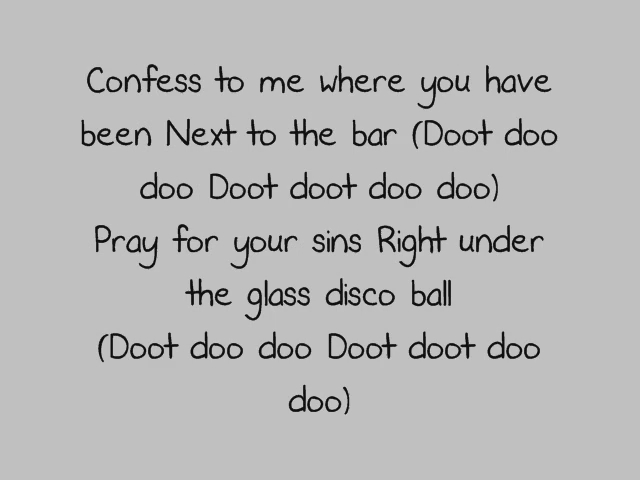 Confess to me where you have
been Next to the bar (Doot doo
doo Doot doot doo doo)
Pray for your sins Right under
the glass disco ball
(Doot doo doo Doot doot doo
doo)